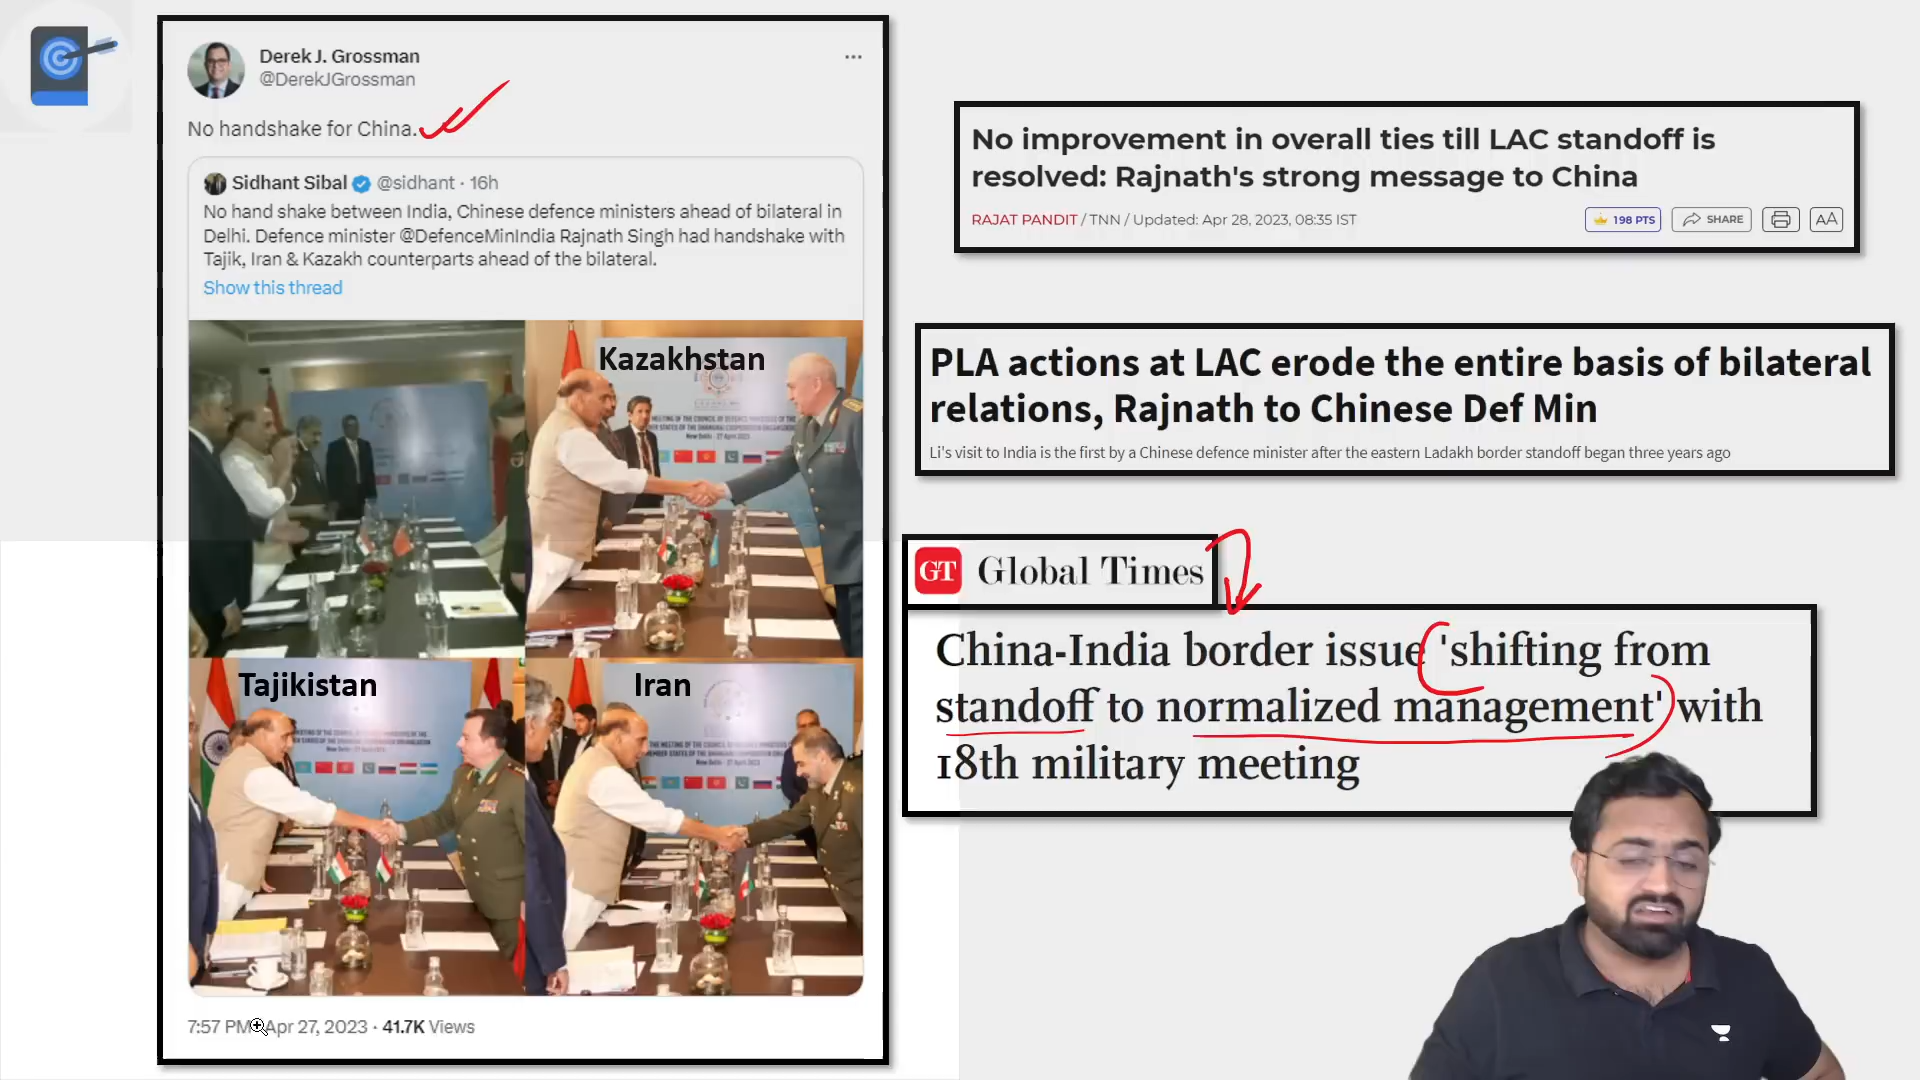 Derek J. Grossman
@DerekJGrossman
No handshake for China.
Sidhant Sibal @sidhant · 16h
No hand shake between India, Chinese defence ministers ahead of bilateral in
Delhi. Defence minister @DefenceMinIndia Rajnath Singh had handshake with
Tajik, Iran & Kazakh counterparts ahead of the bilateral.
Show this thread
Kazakhstan
Tajikistan
Iran
7:57 PM Apr 27, 2023 · 41.7K Views
No improvement in overall ties till LAC standoff is
resolved: Rajnath's strong message to China
RAJAT PANDIT / TNN / Updated: Apr 28, 2023, 08:35 IST
198 PTS
SHARE
AA
PLA actions at LAC erode the entire basis of bilateral
relations, Rajnath to Chinese Def Min
Li's visit to India is the first by a Chinese defence minister after the eastern Ladakh border standoff began three years ago
GT Global Times
China-India border issue 'shifting from
standoff to normalized management' with
18th military meeting